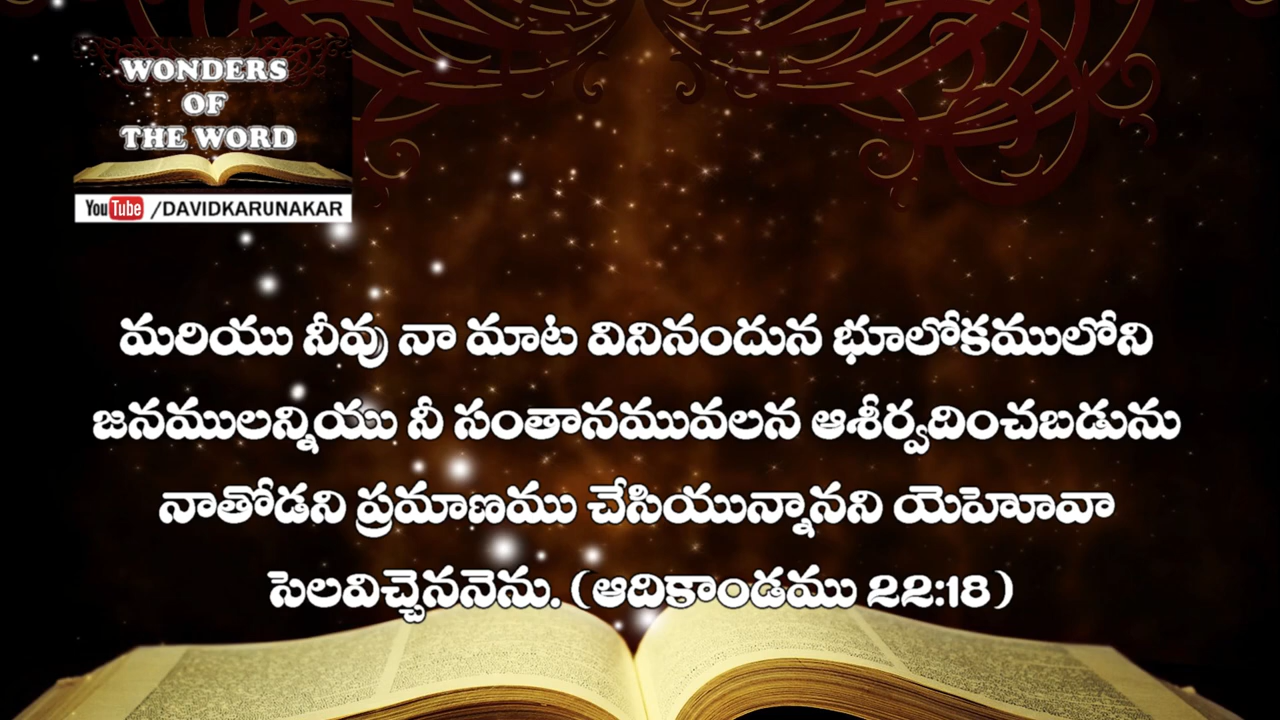 WONDERS
OF
THE WORD
YouTube /DAVIDKARUNAKAR
మరియు నీవు నా మాట వినినందున భూలోకములోని
జనములన్నియు నీ సంతానమువలన ఆశీర్వదించబడును
నాతోడని ప్రమాణము చేసియున్నానని యెహోవా
సెలవిచ్చెననెను. (ఆదికాండము 22:18)